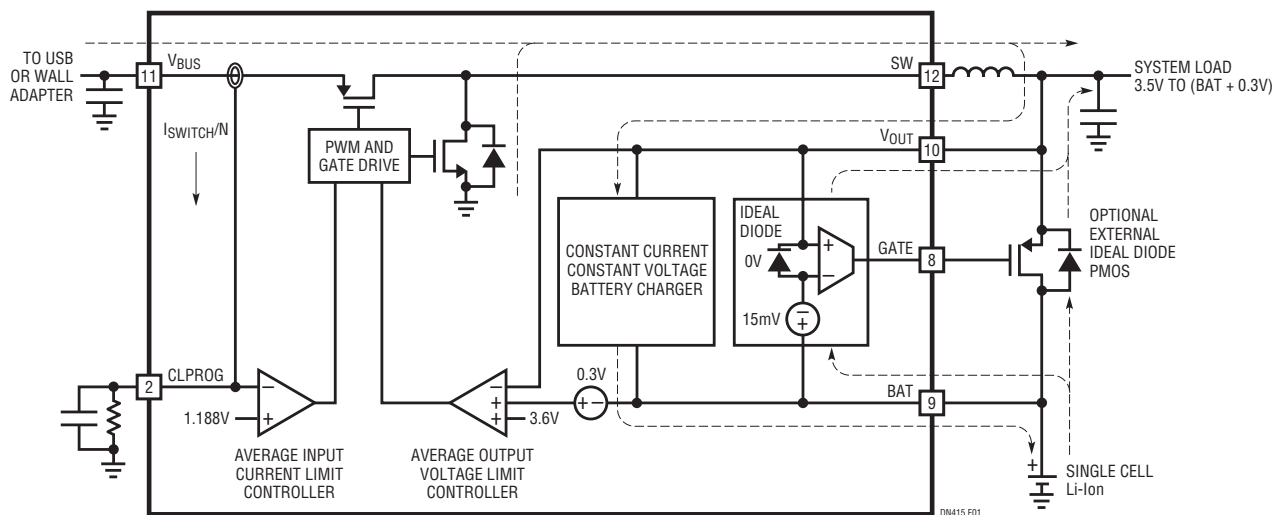 TO USB
OR WALL
ADAPTER
11
VBUS
ISWITCH/N
PWM AND
GATE DRIVE
SW
12
SYSTEM LOAD
3.5V TO (BAT + 0.3V)
VOUT
10
CONSTANT CURRENT
CONSTANT VOLTAGE
BATTERY CHARGER
IDEAL
DIODE
0V
+
−
−
+
15mV
GATE
8
OPTIONAL
EXTERNAL
IDEAL DIODE
PMOS
2
CLPROG
−
+
1.188V
AVERAGE INPUT
CURRENT LIMIT
CONTROLLER
−
+
+
3.6V
AVERAGE OUTPUT
VOLTAGE LIMIT
CONTROLLER
0.3V
+ −
BAT
9
+
SINGLE CELL
Li-Ion
DN415 F01